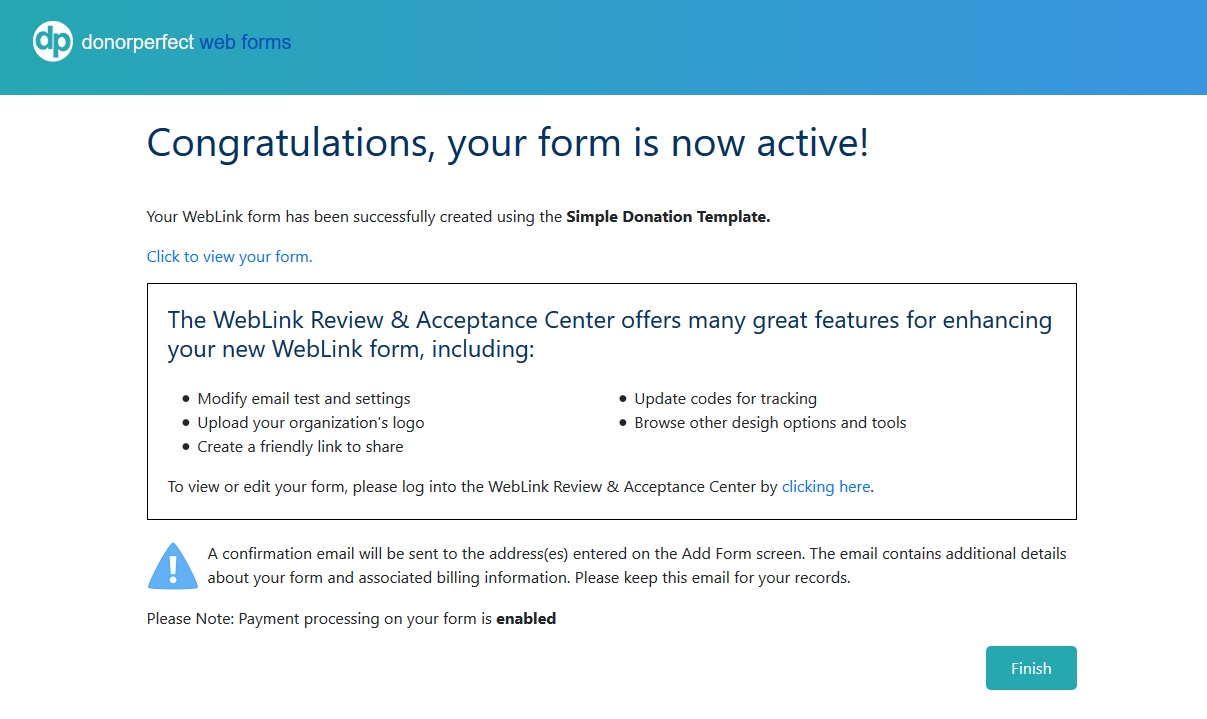 dp donorperfect web forms
Congratulations, your form is now active!
Your WebLink form has been successfully created using the Simple Donation Template.
Click to view your form.
The WebLink Review & Acceptance Center offers many great features for enhancing
your new WebLink form, including:
• Modify email test and settings
• Upload your organization's logo
• Create a friendly link to share
• Update codes for tracking
• Browse other desigh options and tools
To view or edit your form, please log into the WebLink Review & Acceptance Center by clicking here.
A confirmation email will be sent to the address(es) entered on the Add Form screen. The email contains additional details
about your form and associated billing information. Please keep this email for your records.
Please Note: Payment processing on your form is enabled
Finish